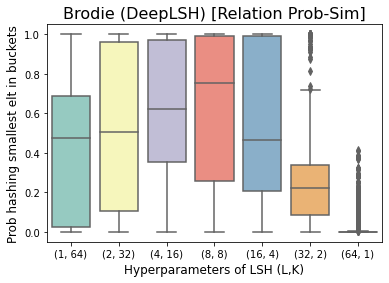 Brodie (DeepLSH) [Relation Prob-Sim]
Prob hashing smallest elt in buckets
1.0
0.8
0.6
0.4
0.2
0.0
(1, 64) (2, 32) (4, 16) (8, 8) (16, 4) (32, 2) (64, 1)
Hyperparameters of LSH (L,K)